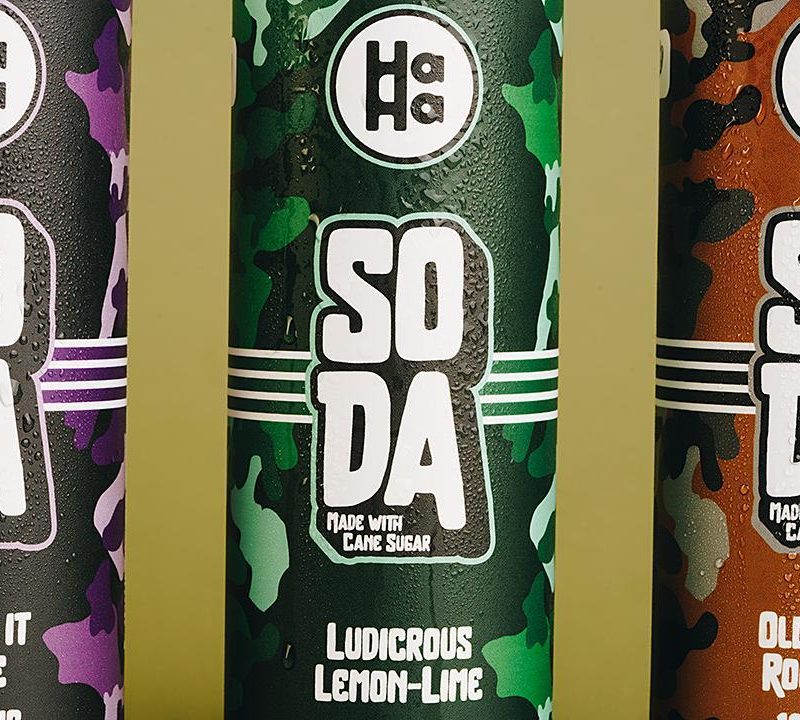 Ha
Ha
SO
DA
MADE WITH
CANE SUGAR
LUDICROUS
LEMON-LIME
IT